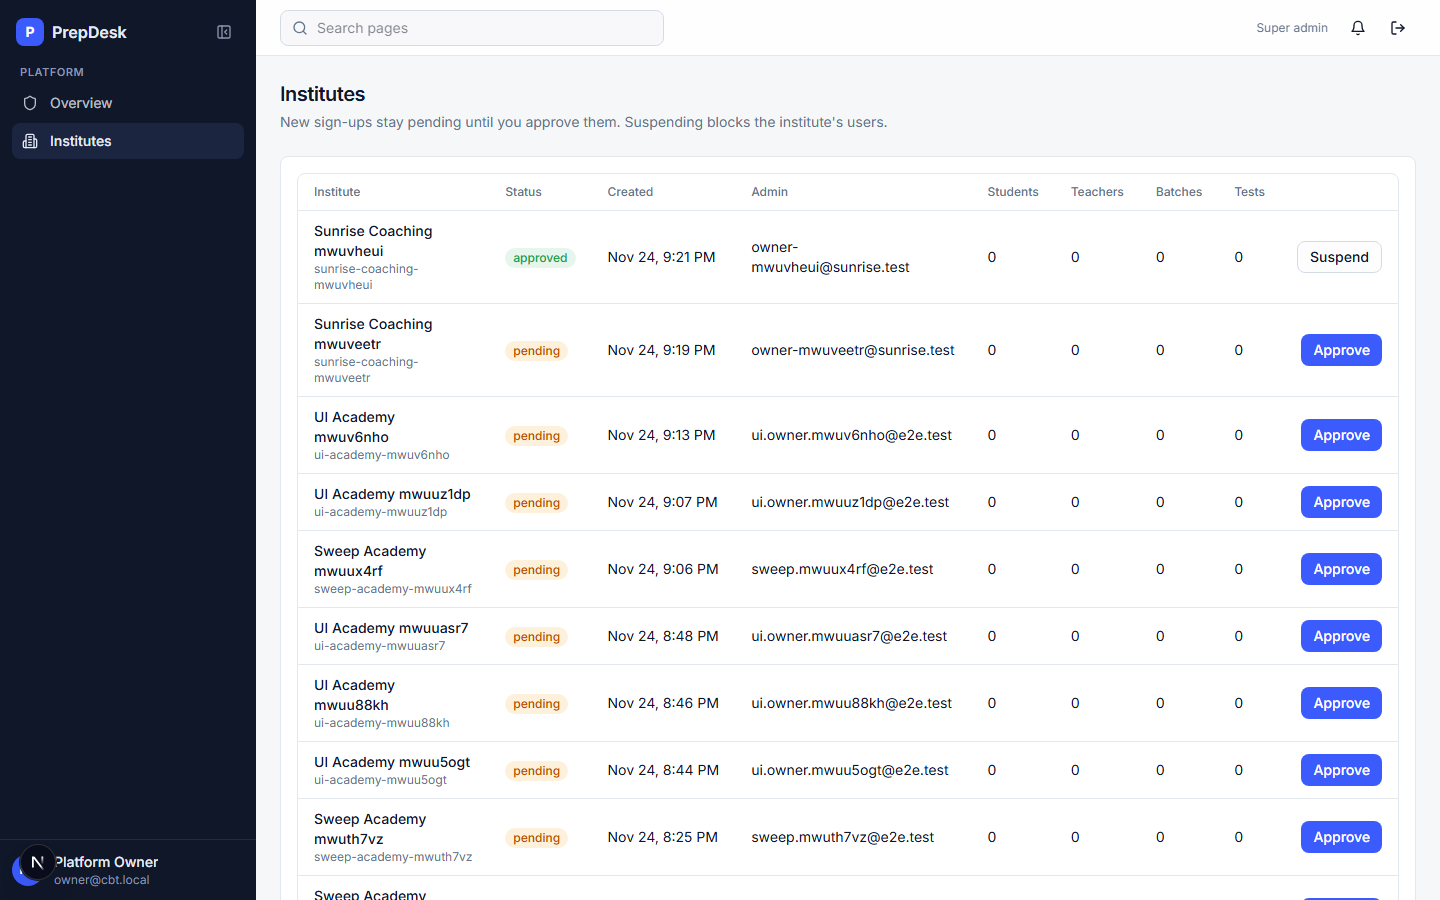 P PrepDesk
PLATFORM
Overview
Institutes
N Platform Owner
owner@cbt.local
Search pages
Super admin
Institutes
New sign-ups stay pending until you approve them. Suspending blocks the institute's users.
Institute Status Created Admin Students Teachers Batches Tests
Sunrise Coaching
mwuvheui
sunrise-coaching-
mwuvheui
approved Nov 24, 9:21 PM
owner-
mwuvheui@sunrise.test
0 0 0 0 Suspend
Sunrise Coaching
mwuveetr
sunrise-coaching-
mwuveetr
pending Nov 24, 9:19 PM owner-mwuveetr@sunrise.test 0 0 0 0 Approve
UI Academy
mwuv6nho
ui-academy-mwuv6nho
pending Nov 24, 9:13 PM ui.owner.mwuv6nho@e2e.test 0 0 0 0 Approve
UI Academy mwuuz1dp
ui-academy-mwuuz1dp
pending Nov 24, 9:07 PM ui.owner.mwuuz1dp@e2e.test 0 0 0 0 Approve
Sweep Academy
mwuux4rf
sweep-academy-mwuux4rf
pending Nov 24, 9:06 PM sweep.mwuux4rf@e2e.test 0 0 0 0 Approve
UI Academy mwuuasr7
ui-academy-mwuuasr7
pending Nov 24, 8:48 PM ui.owner.mwuuasr7@e2e.test 0 0 0 0 Approve
UI Academy
mwuu88kh
ui-academy-mwuu88kh
pending Nov 24, 8:46 PM ui.owner.mwuu88kh@e2e.test 0 0 0 0 Approve
UI Academy mwuu5ogt
ui-academy-mwuu5ogt
pending Nov 24, 8:44 PM ui.owner.mwuu5ogt@e2e.test 0 0 0 0 Approve
Sweep Academy
mwuth7vz
sweep-academy-mwuth7vz
pending Nov 24, 8:25 PM sweep.mwuth7vz@e2e.test 0 0 0 0 Approve
Sweep Academy